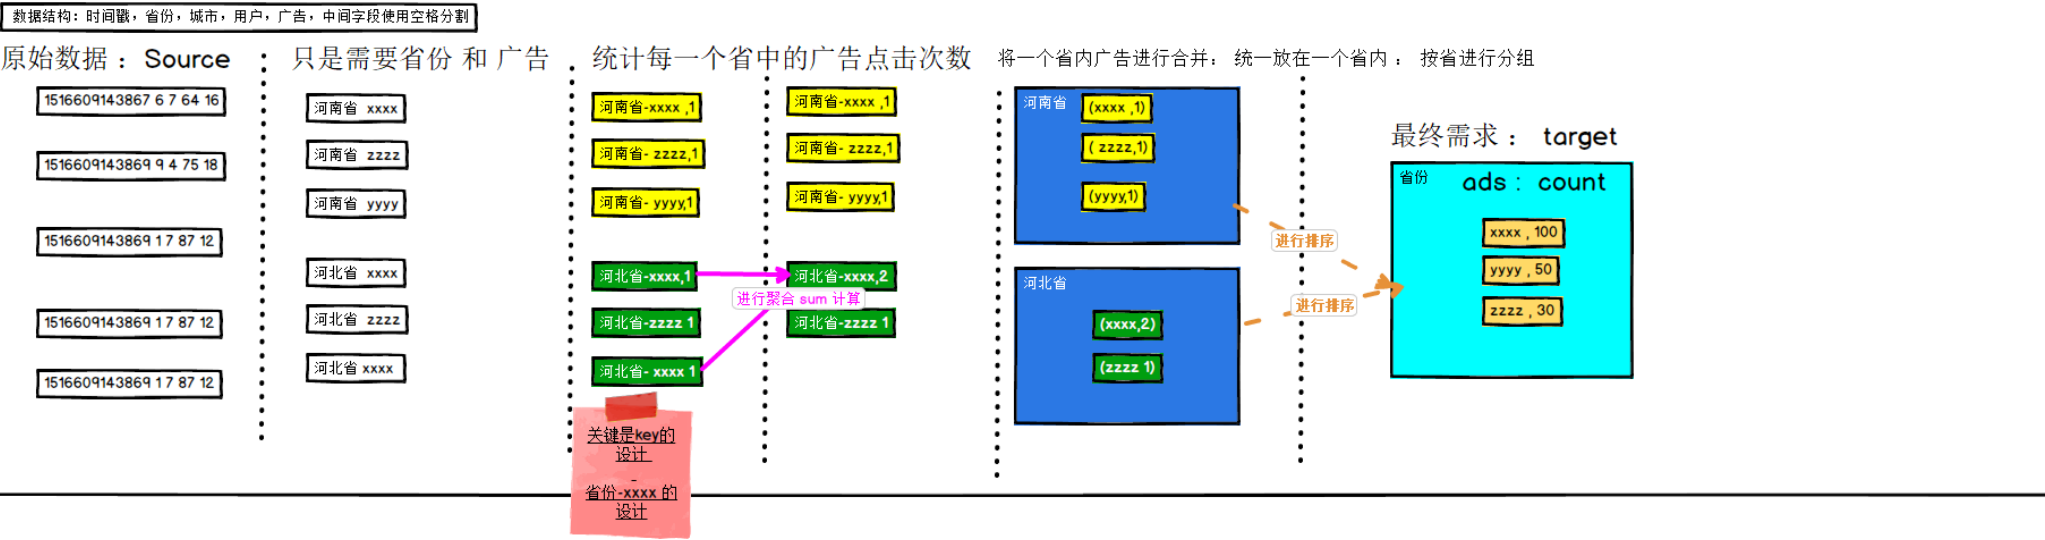 数据结构：时间戳，省份，城市，用户，广告，中间字段使用空格分割
原始数据 ： Source
1516609143867 6 7 64 16
1516609143869 9 4 75 18
1516609143869 1 7 87 12
1516609143869 1 7 87 12
1516609143869 1 7 87 12
只是需要省份 和 广告
河南省 xxxx
河南省 zzzz
河南省 yyyy
河北省 xxxx
河北省 zzzz
河北省 xxxx
统计每一个省中的广告点击次数
河南省-xxxx ,1
河南省- zzzz,1
河南省- yyyy,1
河北省-xxxx,1
河北省-zzzz 1
河北省- xxxx 1
关键是key的
设计
-
省份-xxxx 的
设计
进行聚合 sum 计算
河南省-xxxx ,1
河南省- zzzz,1
河南省- yyyy,1
河北省-xxxx,2
河北省-zzzz 1
将一个省内广告进行合并： 统一放在一个省内 ： 按省进行分组
河南省
(xxxx ,1)
( zzzz,1)
(yyyy,1)
河北省
(xxxx,2)
(zzzz 1)
进行排序
进行排序
最终需求 ： target
省份
ads : count
xxxx , 100
yyyy , 50
zzzz , 30